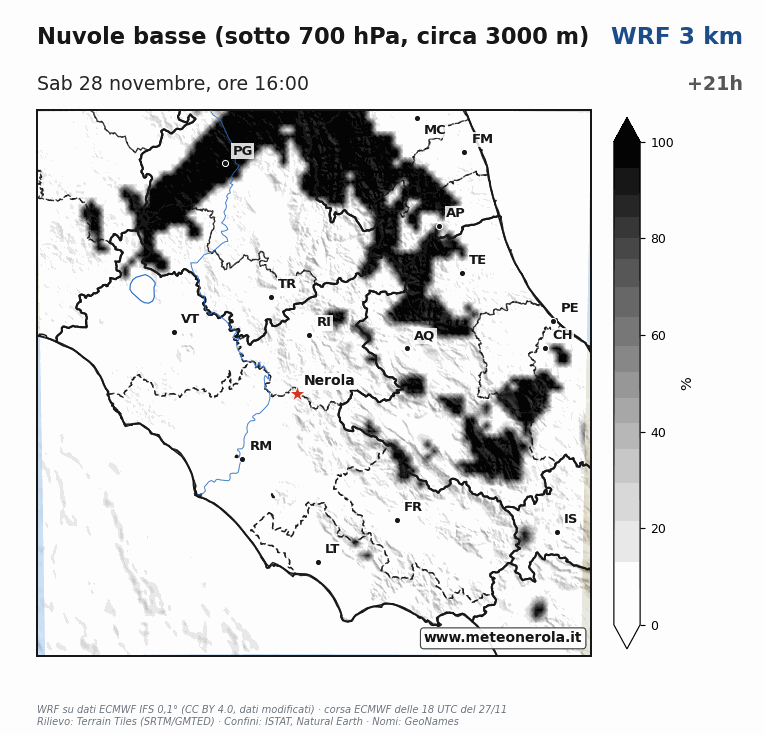 Nuvole basse (sotto 700 hPa, circa 3000 m) WRF 3 km
Sab 28 novembre, ore 16:00 +21h
MC
FM
PG
AP
TE
TR
PE
VT
RI
AQ
CH
Nerola
RM
FR
IS
LT
www.meteonerola.it
100
80
60
40
20
0
%
WRF su dati ECMWF IFS 0,1° (CC BY 4.0, dati modificati) · corsa ECMWF delle 18 UTC del 27/11
Rilievo: Terrain Tiles (SRTM/GMTED) · Confini: ISTAT, Natural Earth · Nomi: GeoNames